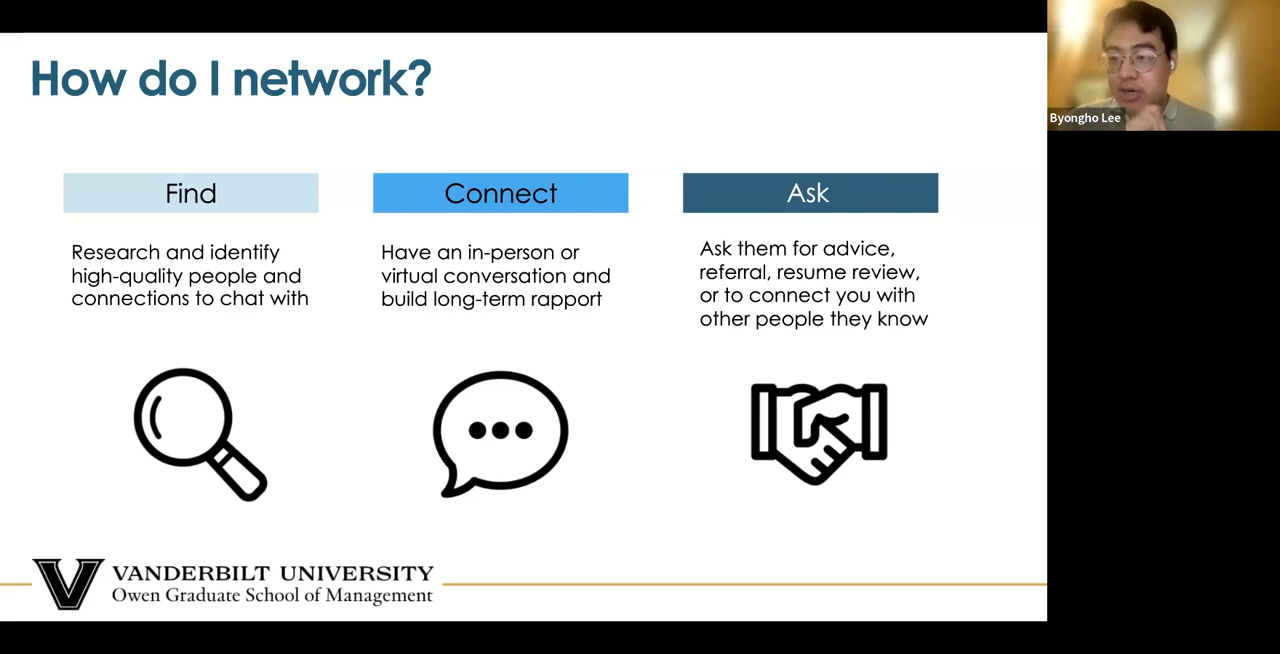 How do I network?
Find
Research and identify
high-quality people and
connections to chat with
Connect
Have an in-person or
virtual conversation and
build long-term rapport
Ask
Ask them for advice,
referral, resume review,
or to connect you with
other people they know
V
VANDERBILT UNIVERSITY
Owen Graduate School of Management
Byongho Lee